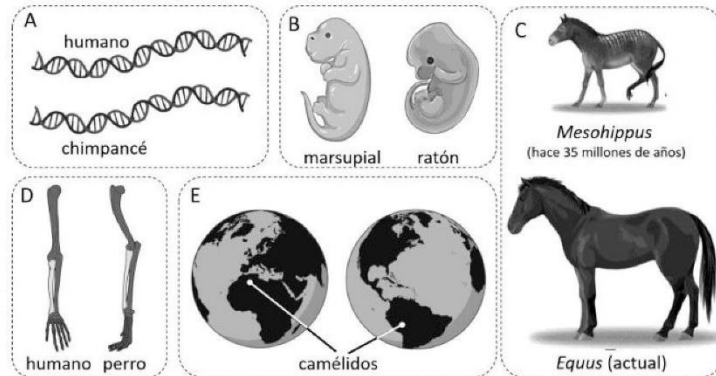 A
humano
chimpancé
B
marsupial
ratón
C
Mesohippus
(hace 35 millones de años)
Equus (actual)
D
humano
perro
E
camélidos